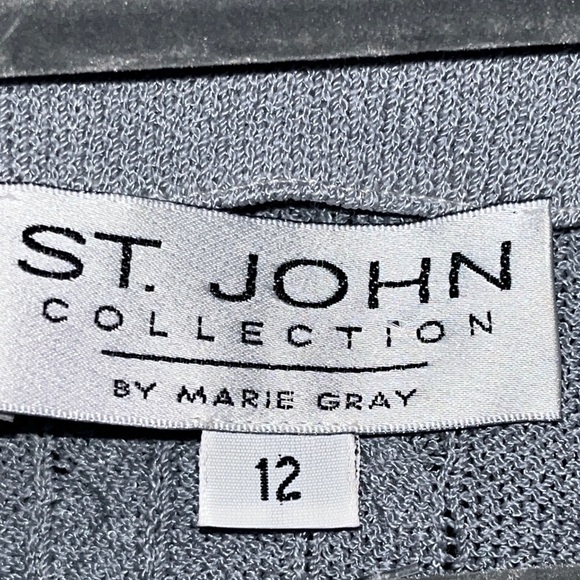 ST. JOHN
COLLECTION
BY MARIE GRAY
12